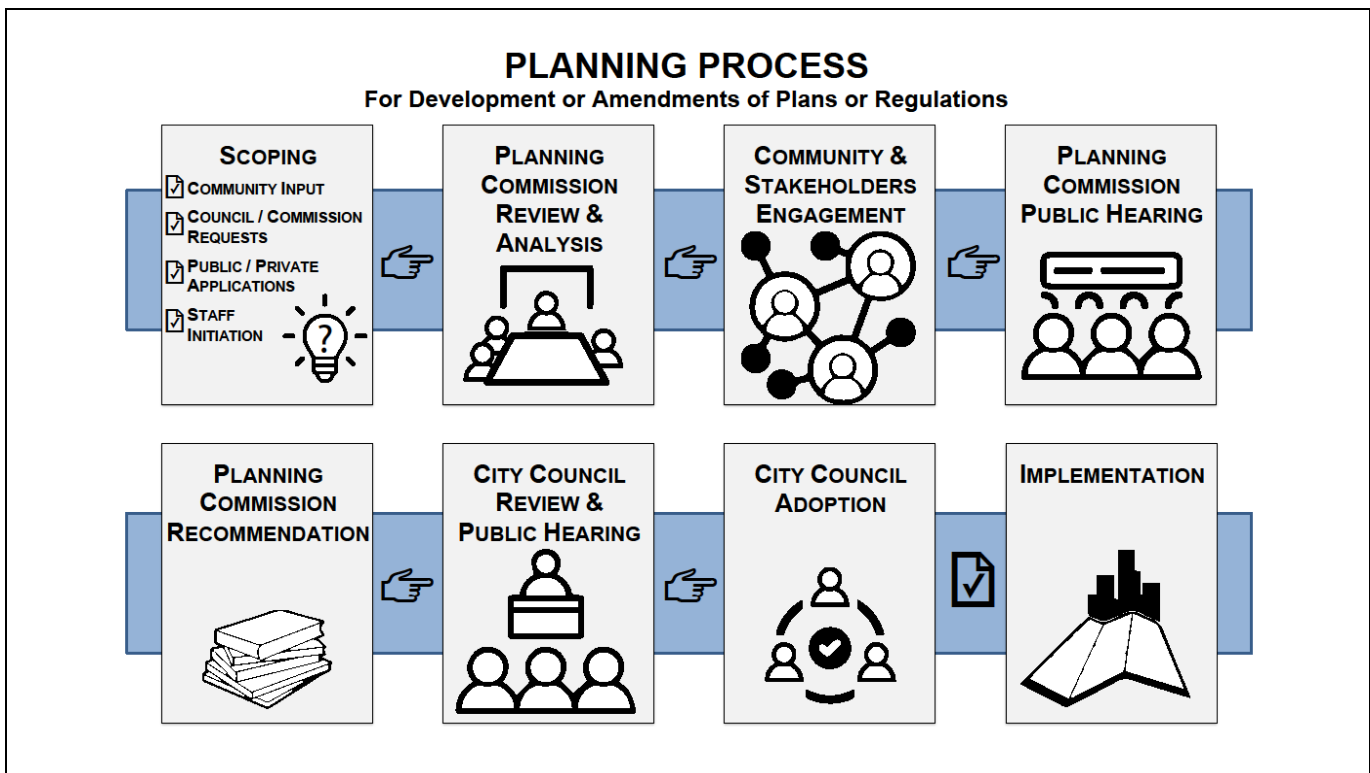 PLANNING PROCESS
For Development or Amendments of Plans or Regulations
SCOPING
COMMUNITY INPUT
COUNCIL / COMMISSION
REQUESTS
PUBLIC / PRIVATE
APPLICATIONS
STAFF
INITIATION
?
PLANNING
COMMISSION
REVIEW &
ANALYSIS
COMMUNITY &
STAKEHOLDERS
ENGAGEMENT
PLANNING
COMMISSION
PUBLIC HEARING
PLANNING
COMMISSION
RECOMMENDATION
CITY COUNCIL
REVIEW &
PUBLIC HEARING
CITY COUNCIL
ADOPTION
IMPLEMENTATION